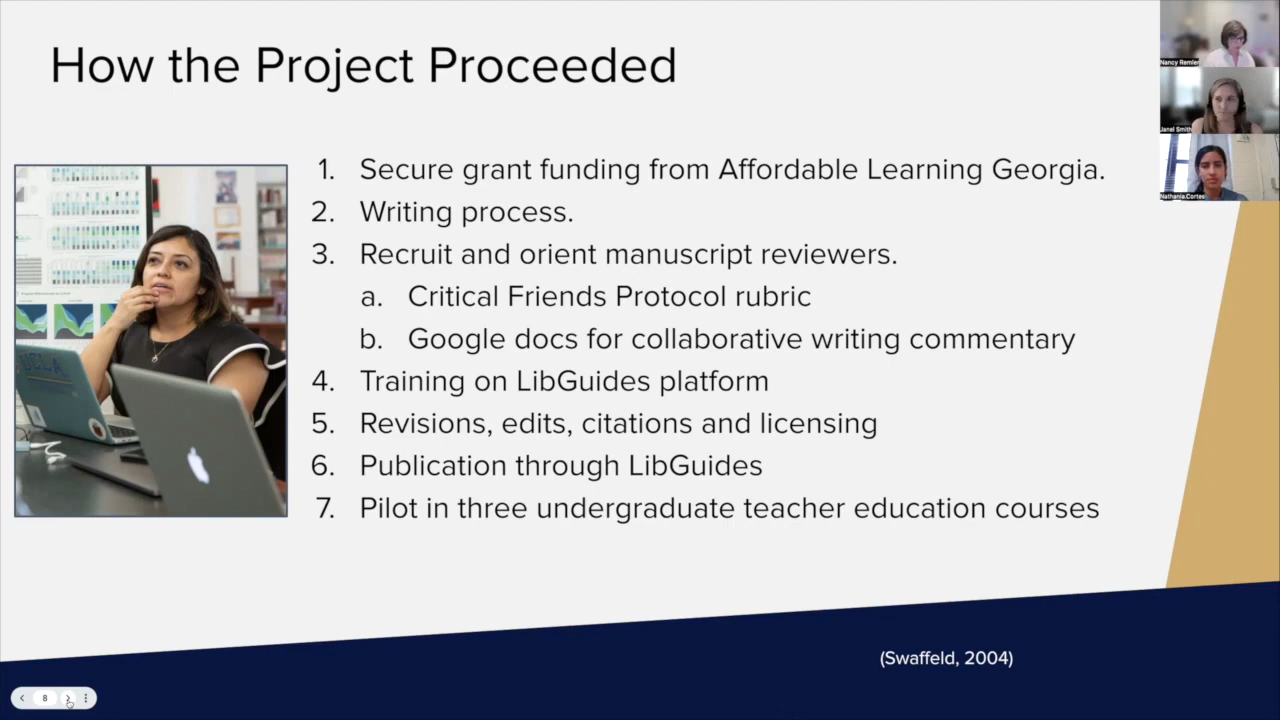 How the Project Proceeded
Nancy Remler
Janel Smith
Nathania Cortes
1. Secure grant funding from Affordable Learning Georgia.
2. Writing process.
3. Recruit and orient manuscript reviewers.
a. Critical Friends Protocol rubric
b. Google docs for collaborative writing commentary
4. Training on LibGuides platform
5. Revisions, edits, citations and licensing
6. Publication through LibGuides
7. Pilot in three undergraduate teacher education courses
UCLA
(Swaffeld, 2004)
8